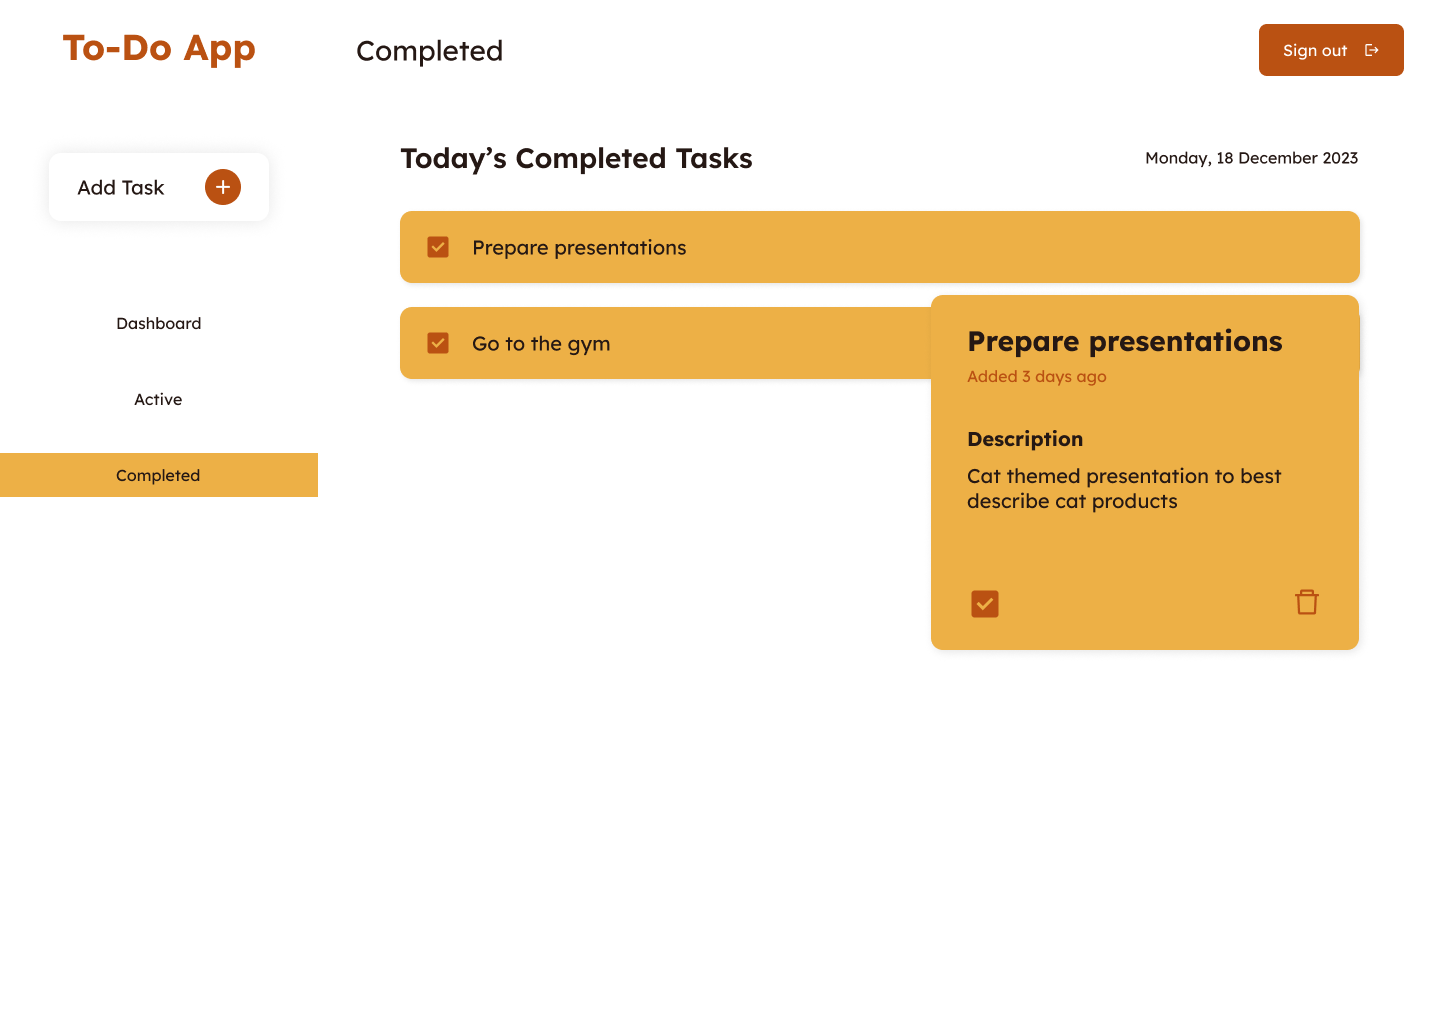 To-Do App
Completed
Sign out
Add Task
Dashboard
Active
Completed
Today’s Completed Tasks
Monday, 18 December 2023
Prepare presentations
Go to the gym
Prepare presentations
Added 3 days ago
Description
Cat themed presentation to best
describe cat products